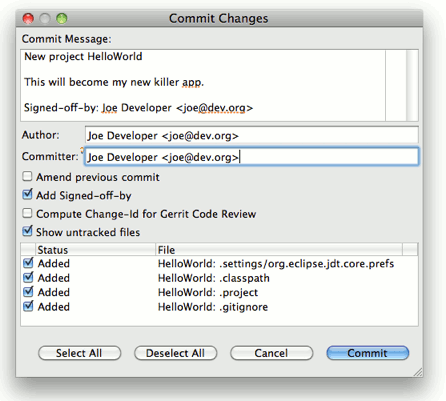 Commit Changes
Commit Message:
New project HelloWorld
This will become my new killer app.
Signed-off-by: Joe Developer <joe@dev.org>
Author: Joe Developer <joe@dev.org>
Committer: Joe Developer <joe@dev.org>
Amend previous commit
Add Signed-off-by
Compute Change-Id for Gerrit Code Review
Show untracked files
Status File
Added HelloWorld: .settings/org.eclipse.jdt.core.prefs
Added HelloWorld: .classpath
Added HelloWorld: .project
Added HelloWorld: .gitignore
Select All Deselect All Cancel Commit